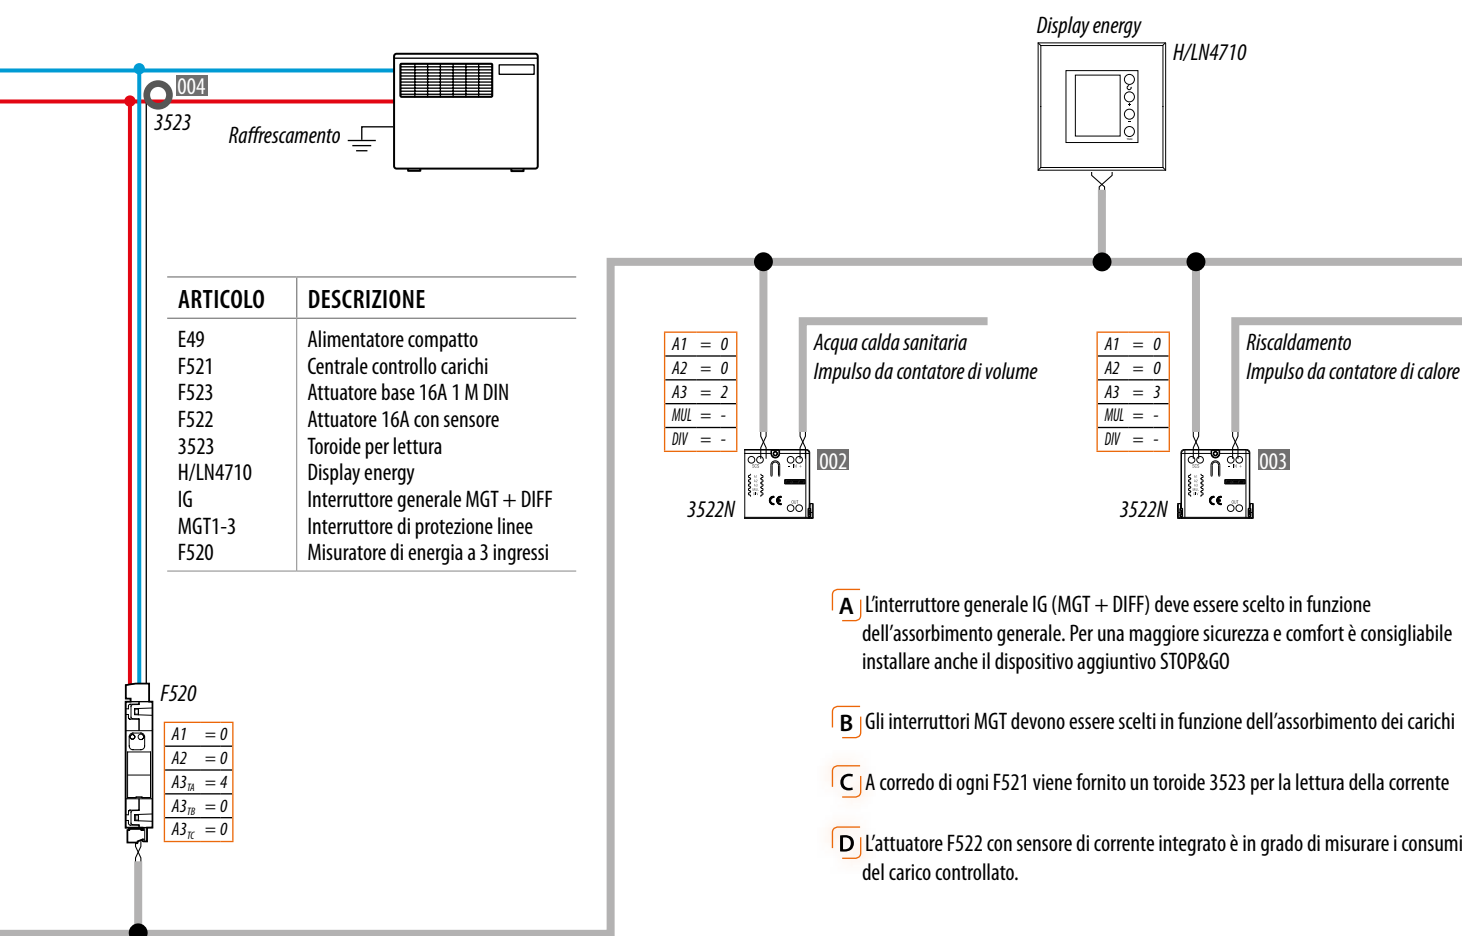 Display energy
H/LN4710
004
3523
Raffrescamento
ARTICOLO DESCRIZIONE
E49 Alimentatore compatto
F521 Centrale controllo carichi
F523 Attuatore base 16A 1 M DIN
F522 Attuatore 16A con sensore
3523 Toroide per lettura
H/LN4710 Display energy
IG Interruttore generale MGT + DIFF
MGT1-3 Interruttore di protezione linee
F520 Misuratore di energia a 3 ingressi
A1 = 0
A2 = 0
A3 = 2
MUL = -
DIV = -
Acqua calda sanitaria
Impulso da contatore di volume
002
3522N
A1 = 0
A2 = 0
A3 = 3
MUL = -
DIV = -
Riscaldamento
Impulso da contatore di calore
003
3522N
A L'interruttore generale IG (MGT + DIFF) deve essere scelto in funzione
dell'assorbimento generale. Per una maggiore sicurezza e comfort è consigliabile
installare anche il dispositivo aggiuntivo STOP&GO
B Gli interruttori MGT devono essere scelti in funzione dell'assorbimento dei carichi
C A corredo di ogni F521 viene fornito un toroide 3523 per la lettura della corrente
D L'attuatore F522 con sensore di corrente integrato è in grado di misurare i consumi
del carico controllato.
F520
A1 = 0
A2 = 0
A3TA = 4
A3TB = 0
A3TC = 0